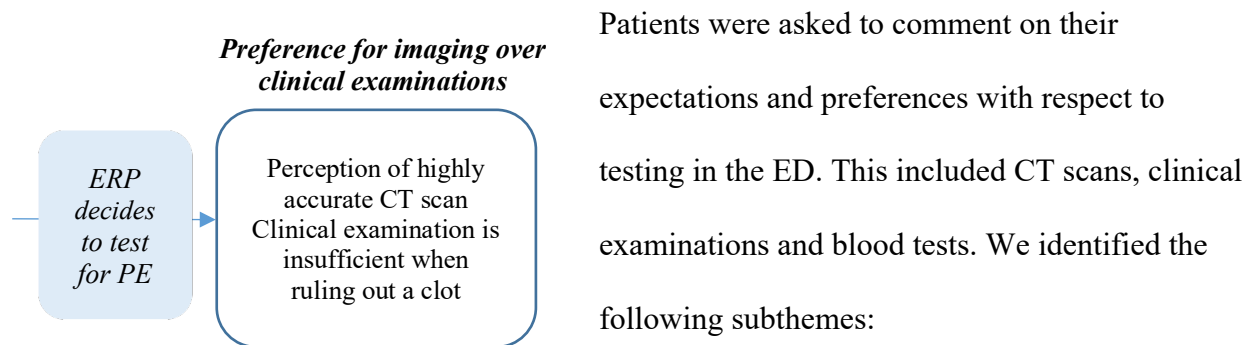 Preference for imaging over
clinical examinations
ERP
decides
to test
for PE
Perception of highly
accurate CT scan
Clinical examination is
insufficient when
ruling out a clot
Patients were asked to comment on their
expectations and preferences with respect to
testing in the ED. This included CT scans, clinical
examinations and blood tests. We identified the
following subthemes: